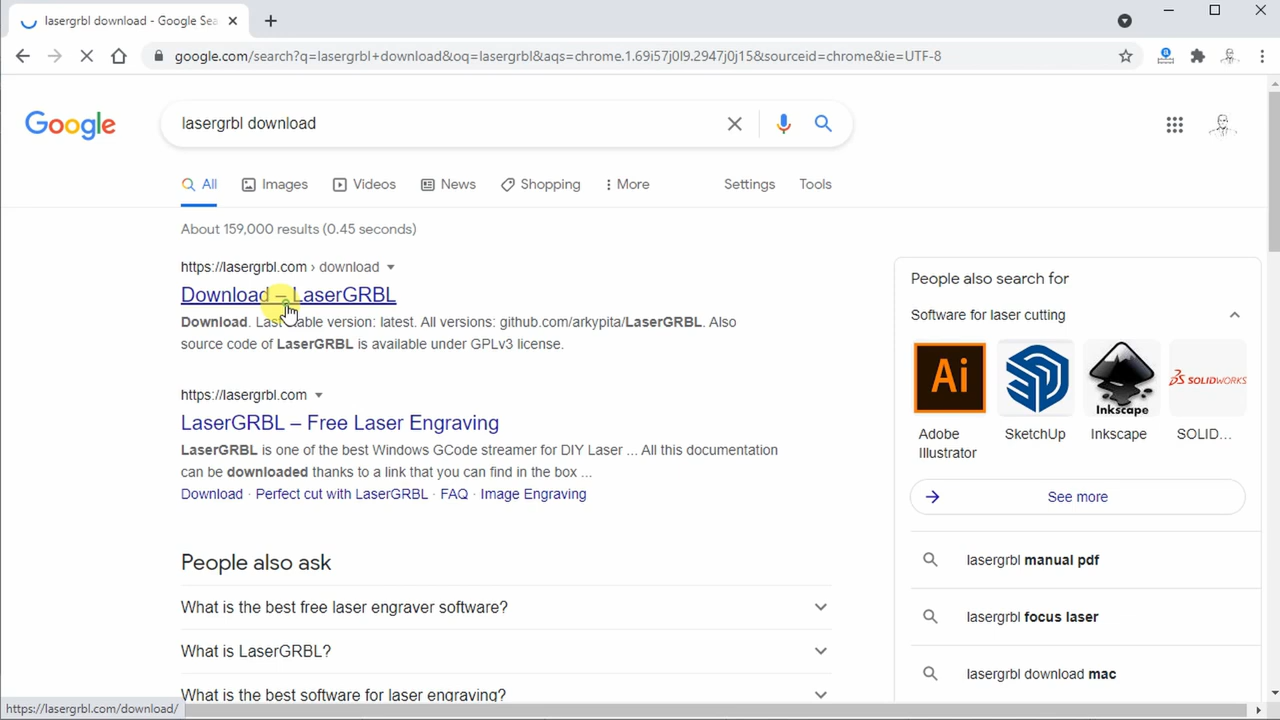 lasergrbl download - Google Sea
google.com/search?q=lasergrbl+download&oq=lasergrbl&aqs=chrome.1.69i57j0l9.2947j0j15&sourceid=chrome&ie=UTF-8
Google
lasergrbl download
All Images Videos News Shopping More Settings Tools
About 159,000 results (0.45 seconds)
https://lasergrbl.com › download
Download – LaserGRBL
Download. Last stable version: latest. All versions: github.com/arkypita/LaserGRBL. Also
source code of LaserGRBL is available under GPLv3 license.
https://lasergrbl.com
LaserGRBL – Free Laser Engraving
LaserGRBL is one of the best Windows GCode streamer for DIY Laser ... All this documentation
can be downloaded thanks to a link that you can find in the box ...
Download · Perfect cut with LaserGRBL · FAQ · Image Engraving
People also ask
What is the best free laser engraver software?
What is LaserGRBL?
What is the best software for laser engraving?
People also search for
Software for laser cutting
Ai
Inkscape
SOLIDWORKS
Adobe Illustrator
SketchUp
Inkscape
SOLID...
See more
lasergrbl manual pdf
lasergrbl focus laser
lasergrbl download mac
https://lasergrbl.com/download/